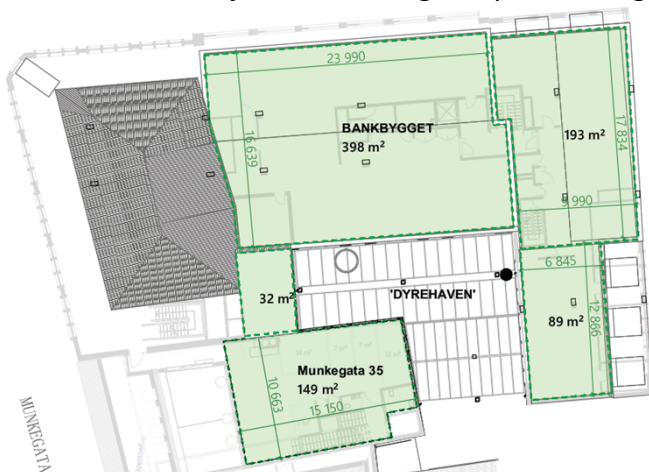 23 990
BANKBYGGET
398 m²
16 639
193 m²
17 834
9 990
6 845
32 m²
'DYREHAVEN'
12 866
89 m²
Munkegata 35
149 m²
10 663
15 150
MUNKEGATA